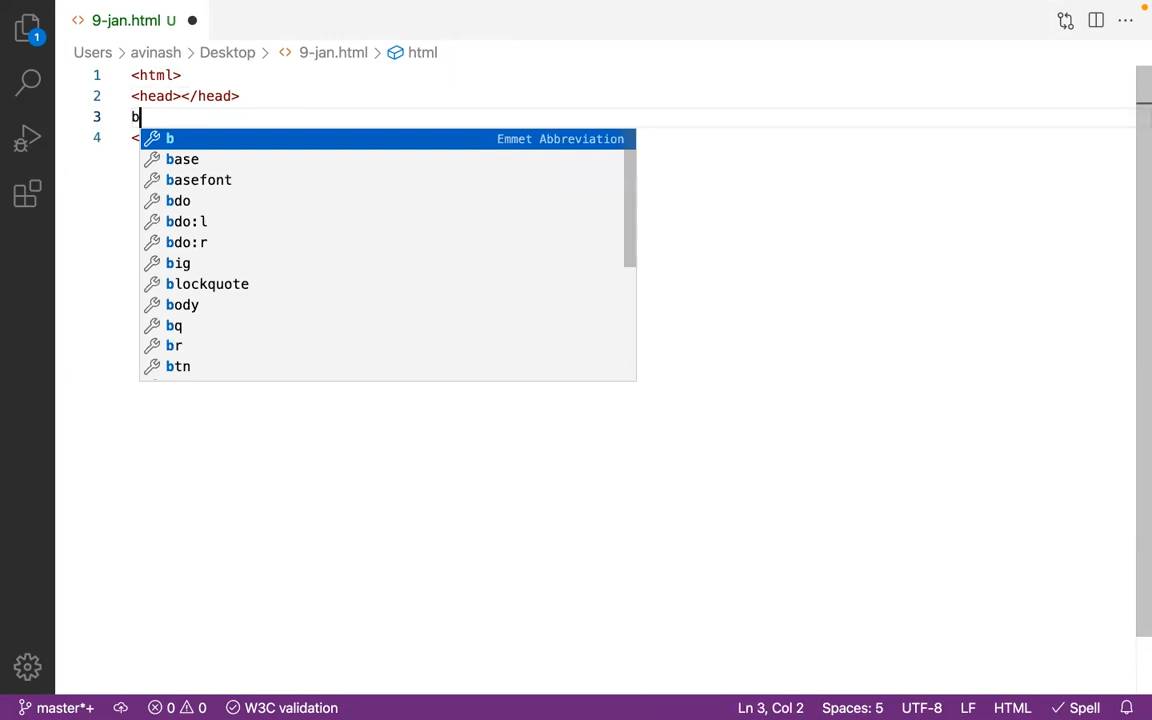 9-jan.html U
1
Users > avinash > Desktop > <> 9-jan.html > html
1 <html>
2 <head></head>
3 b
4 <
b Emmet Abbreviation
base
basefont
bdo
bdo:l
bdo:r
big
blockquote
body
bq
br
btn
master*+ 0 0 W3C validation Ln 3, Col 2 Spaces: 5 UTF-8 LF HTML Spell